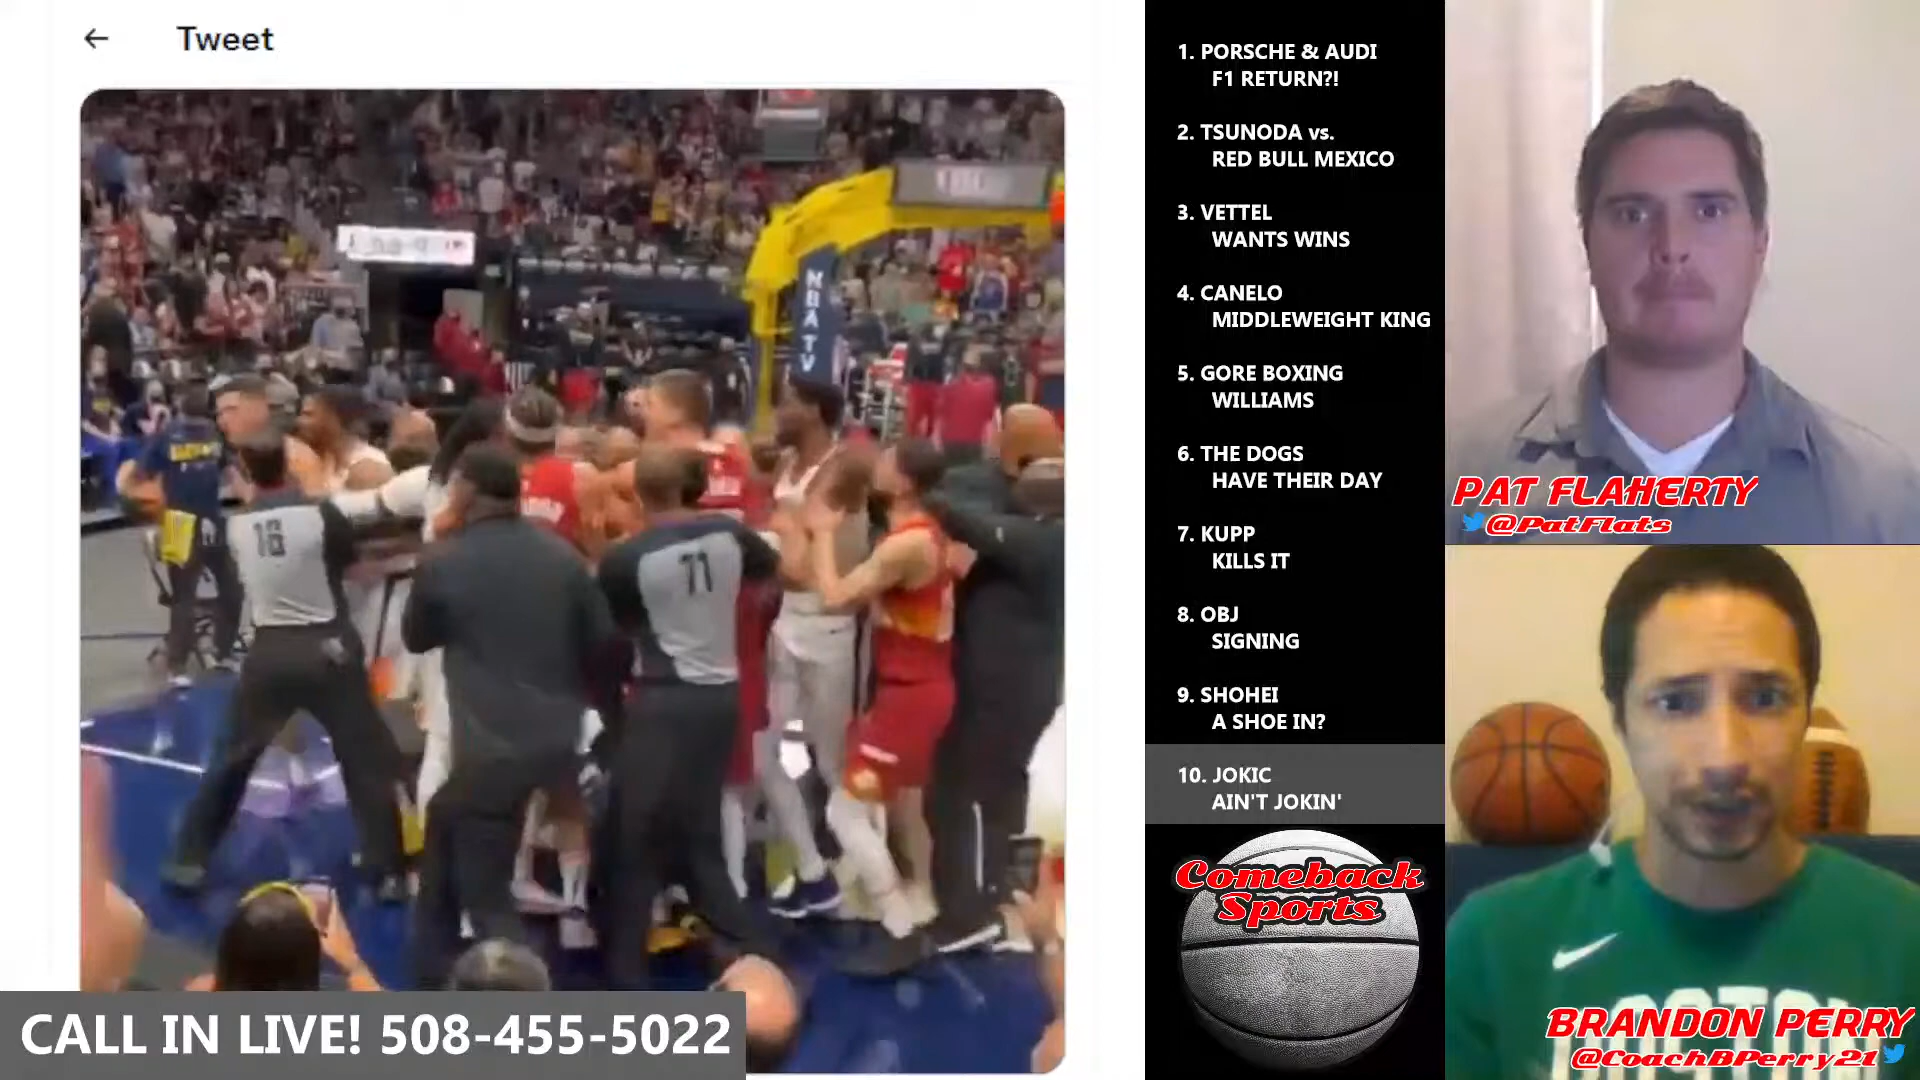 Tweet
NBA TV
16
71
1. PORSCHE & AUDI
F1 RETURN?!
2. TSUNODA vs.
RED BULL MEXICO
3. VETTEL
WANTS WINS
4. CANELO
MIDDLEWEIGHT KING
5. GORE BOXING
WILLIAMS
6. THE DOGS
HAVE THEIR DAY
7. KUPP
KILLS IT
8. OBJ
SIGNING
9. SHOHEI
A SHOE IN?
10. JOKIC
AIN'T JOKIN'
Comeback
Sports
PAT FLAHERTY
@PatFlats
BRANDON PERRY
@CoachBPerry21
CALL IN LIVE! 508-455-5022